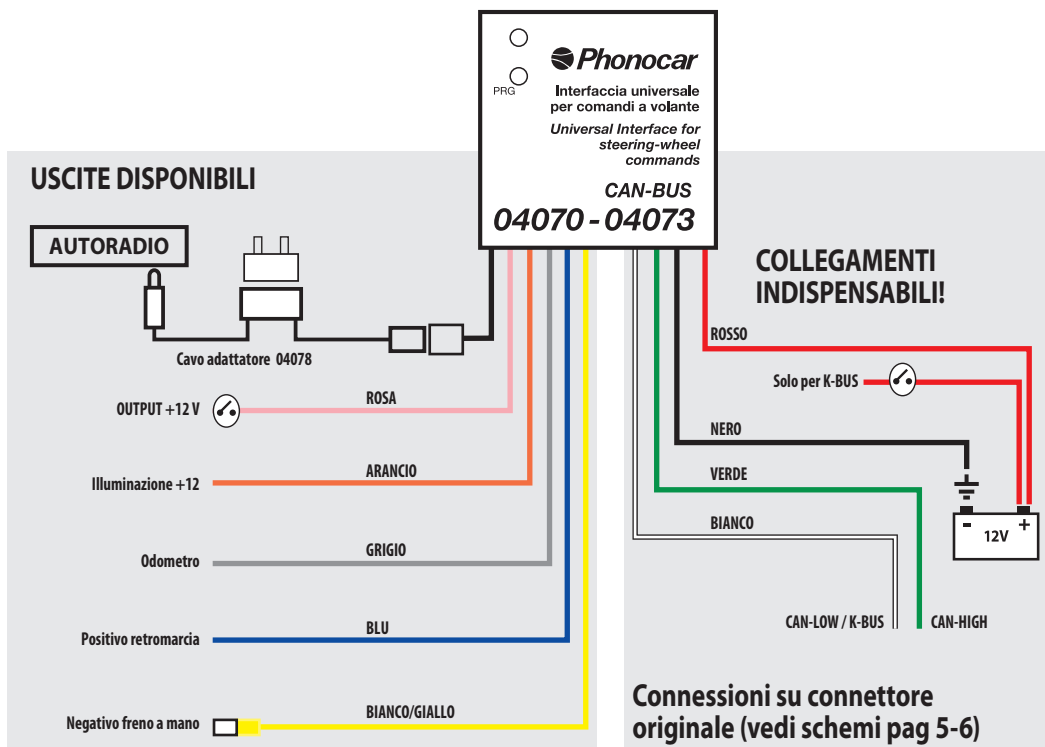 Phonocar
PRG
Interfaccia universale
per comandi a volante
Universal Interface for
steering-wheel
commands
CAN-BUS
04070 - 04073
USCITE DISPONIBILI
AUTORADIO
Cavo adattatore 04078
OUTPUT +12 V
ROSA
Illuminazione +12
ARANCIO
Odometro
GRIGIO
Positivo retromarcia
BLU
Negativo freno a mano
BIANCO/GIALLO
COLLEGAMENTI
INDISPENSABILI!
ROSSO
Solo per K-BUS
NERO
VERDE
BIANCO
- +
12V
CAN-LOW / K-BUS
CAN-HIGH
Connessioni su connettore
originale (vedi schemi pag 5-6)